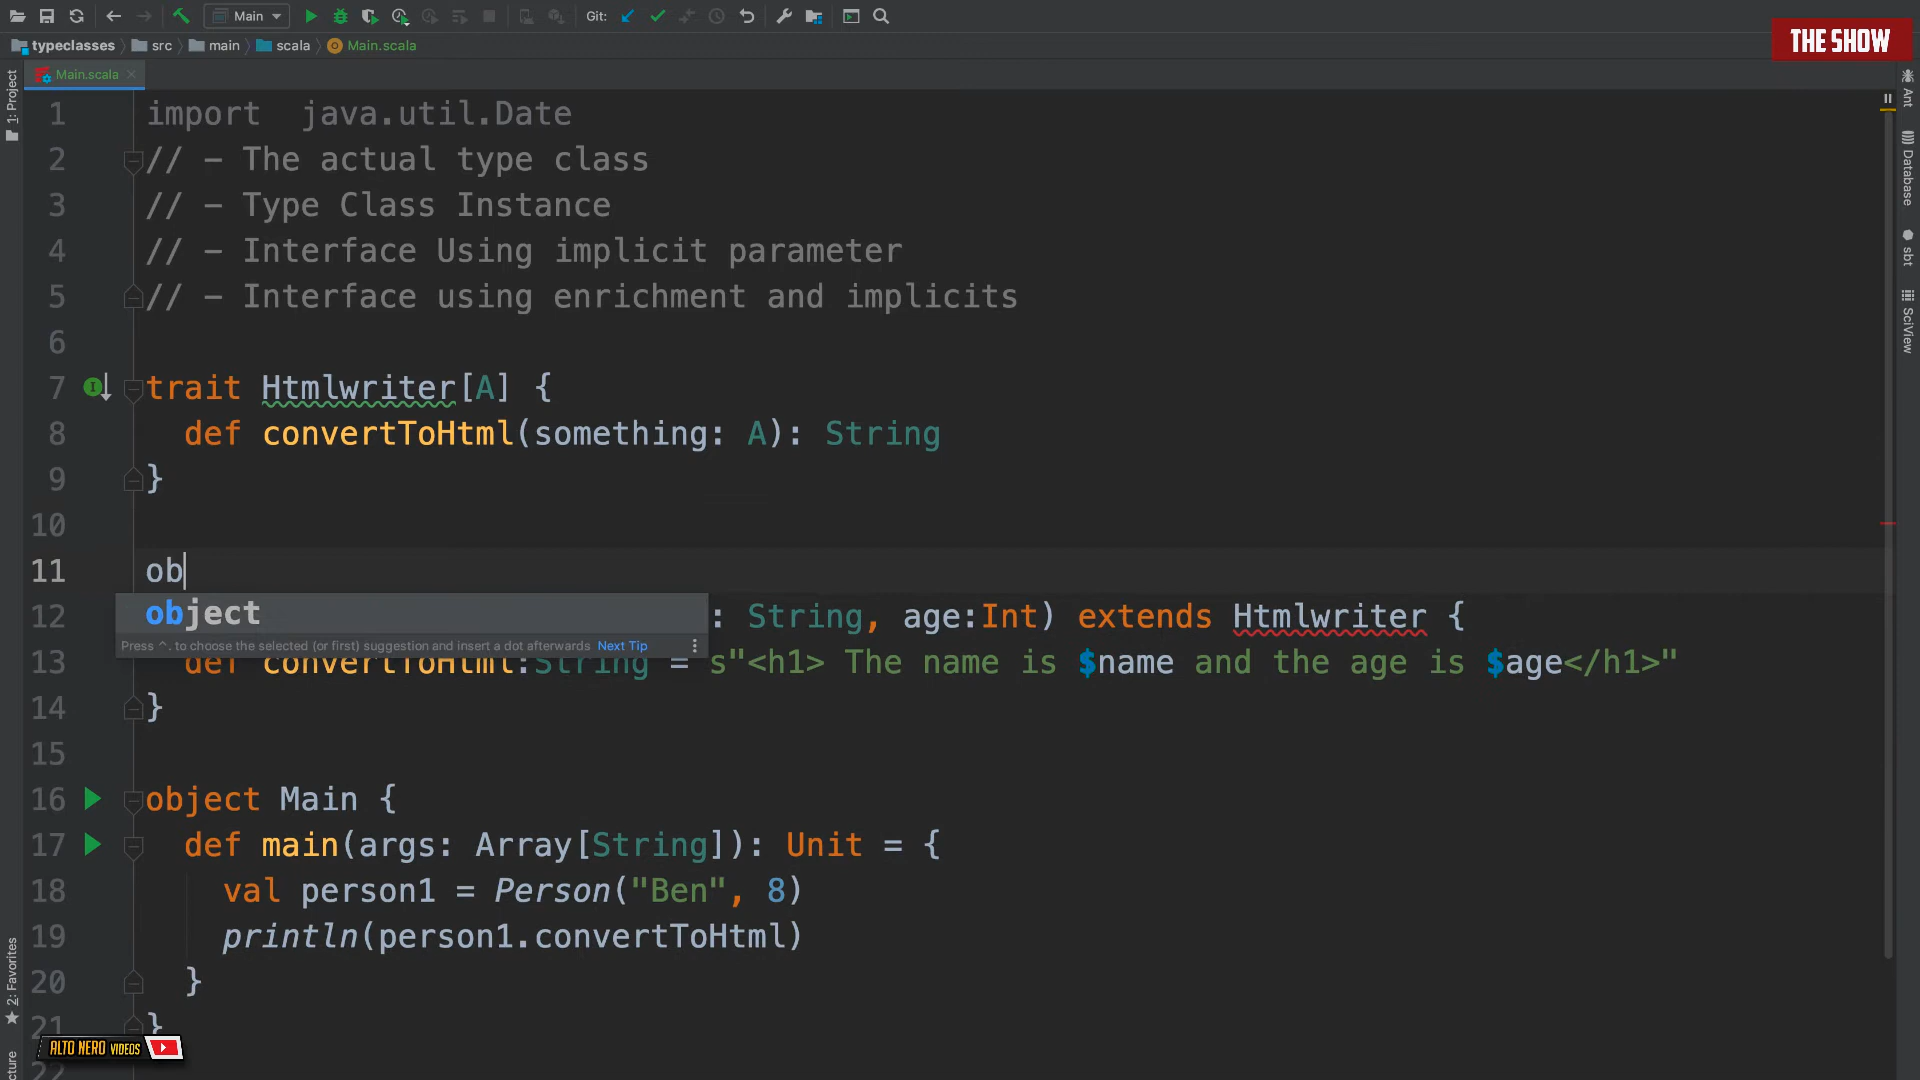 Main
Git:
typeclasses
src
main
scala
Main.scala
THE SHOW
Main.scala
1: Project
Ant
Database
sbt
SciView
1 import java.util.Date
2 // - The actual type class
3 // - Type Class Instance
4 // - Interface Using implicit parameter
5 // - Interface using enrichment and implicits
6
7 trait Htmlwriter[A] {
8 def convertToHtml(something: A): String
9 }
10
11 ob
object
12 : String, age:Int) extends Htmlwriter {
Press ^. to choose the selected (or first) suggestion and insert a dot afterwards Next Tip
13 def convertToHtml:String = s"<h1> The name is $name and the age is $age</h1>"
14 }
15
16 object Main {
17 def main(args: Array[String]): Unit = {
18 val person1 = Person("Ben", 8)
19 println(person1.convertToHtml)
20 }
21 }
22
2: Favorites
ALTO NERO VIDEOS